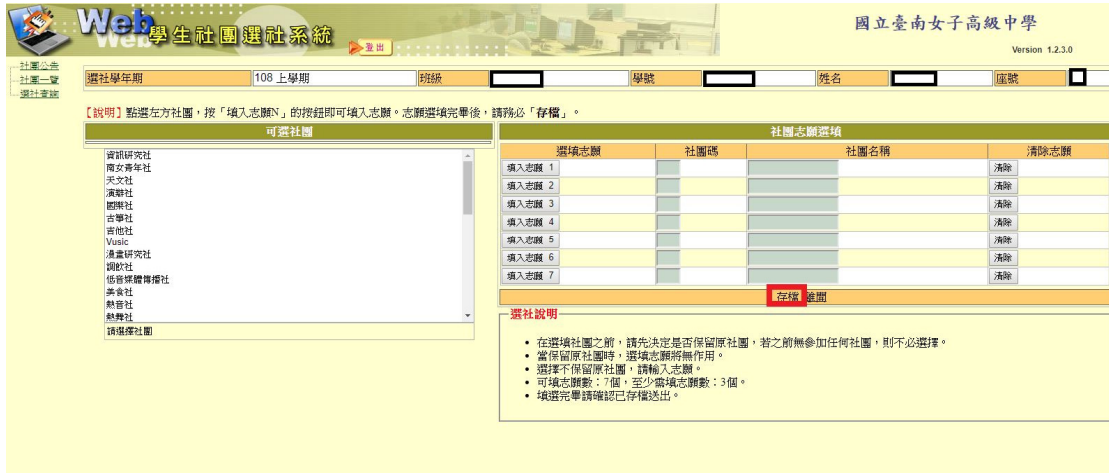 Web學生社團選社系統
登出
國立臺南女子高級中學
Version 1.2.3.0
社團公告
社團一覽
選社查詢
選社學年期 108 上學期 班級 學號 姓名 座號
【說明】點選左方社團，按「填入志願N」的按鈕即可填入志願。志願選填完畢後，請務必「存檔」。
可選社團
資訊研究社
南女青年社
天文社
演辯社
國樂社
古箏社
吉他社
Vusic
漫畫研究社
調飲社
低音媒體傳播社
美食社
熱音社
熱舞社
請選擇社團
社團志願選填
選填志願 社團碼 社團名稱 清除志願
填入志願 1 清除
填入志願 2 清除
填入志願 3 清除
填入志願 4 清除
填入志願 5 清除
填入志願 6 清除
填入志願 7 清除
存檔 離開
選社說明
• 在選填社團之前，請先決定是否保留原社團，若之前無參加任何社團，則不必選擇。
• 當保留原社團時，選填志願將無作用。
• 選擇不保留原社團，請輸入志願。
• 可填志願數：7個，至少需填志願數：3個。
• 填選完畢請確認已存檔送出。